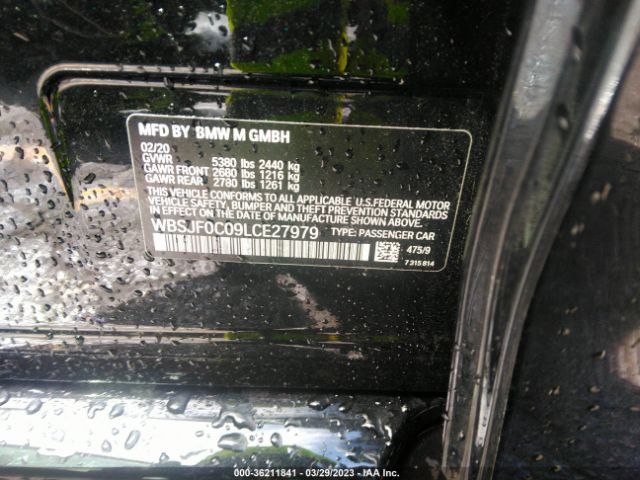 MFD BY BMW M GMBH
02/20
GVWR 5380 lbs 2440 kg
GAWR FRONT 2680 lbs 1216 kg
GAWR REAR 2780 lbs 1261 kg
THIS VEHICLE CONFORMS TO ALL APPLICABLE U.S.FEDERAL MOTOR
VEHICLE SAFETY, BUMPER AND THEFT PREVENTION STANDARDS IN
EFFECT ON THE DATE OF MANUFACTURE SHOWN ABOVE.
WBSJF0C09LCE27979 TYPE: PASSENGER CAR
475/9
7 315 814
000-36211841 - 03/29/2023 - IAA Inc.